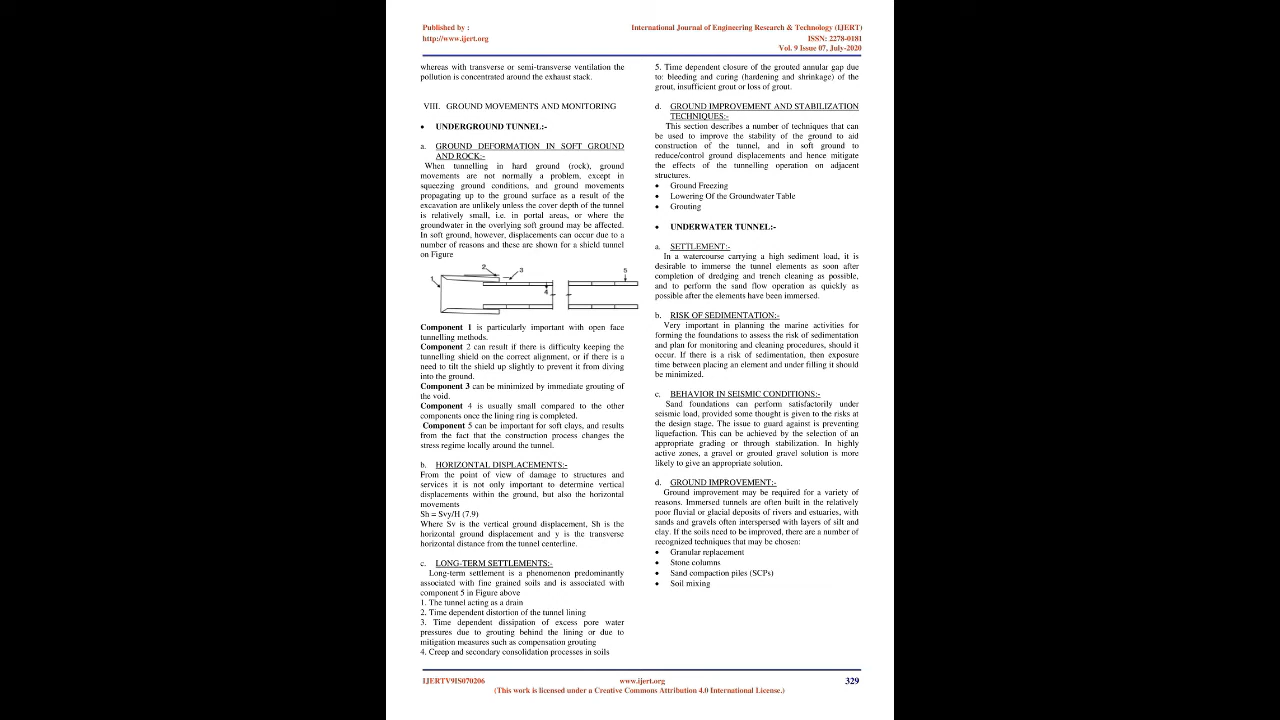 Published by :
http://www.ijert.org
International Journal of Engineering Research & Technology (IJERT)
ISSN: 2278-0181
Vol. 9 Issue 07, July-2020
whereas with transverse or semi-transverse ventilation the
pollution is concentrated around the exhaust stack.
VIII. GROUND MOVEMENTS AND MONITORING
• UNDERGROUND TUNNEL:-
a. GROUND DEFORMATION IN SOFT GROUND
AND ROCK:-
When tunnelling in hard ground (rock), ground
movements are not normally a problem, except in
squeezing ground conditions, and ground movements
propagating up to the ground surface as a result of the
excavation are unlikely unless the cover depth of the tunnel
is relatively small, i.e. in portal areas, or where the
groundwater in the overlying soft ground may be affected.
In soft ground, however, displacements can occur due to a
number of reasons and these are shown for a shield tunnel
on Figure
1
2
3
4
5
Component 1 is particularly important with open face
tunnelling methods.
Component 2 can result if there is difficulty keeping the
tunnelling shield on the correct alignment, or if there is a
need to tilt the shield up slightly to prevent it from diving
into the ground.
Component 3 can be minimized by immediate grouting of
the void.
Component 4 is usually small compared to the other
components once the lining ring is completed.
Component 5 can be important for soft clays, and results
from the fact that the construction process changes the
stress regime locally around the tunnel.
b. HORIZONTAL DISPLACEMENTS:-
From the point of view of damage to structures and
services it is not only important to determine vertical
displacements within the ground, but also the horizontal
movements
Sh = Svy/H (7.9)
Where Sv is the vertical ground displacement, Sh is the
horizontal ground displacement and y is the transverse
horizontal distance from the tunnel centerline.
c. LONG-TERM SETTLEMENTS:-
Long-term settlement is a phenomenon predominantly
associated with fine grained soils and is associated with
component 5 in Figure above
1. The tunnel acting as a drain
2. Time dependent distortion of the tunnel lining
3. Time dependent dissipation of excess pore water
pressures due to grouting behind the lining or due to
mitigation measures such as compensation grouting
4. Creep and secondary consolidation processes in soils
5. Time dependent closure of the grouted annular gap due
to: bleeding and curing (hardening and shrinkage) of the
grout, insufficient grout or loss of grout.
d. GROUND IMPROVEMENT AND STABILIZATION
TECHNIQUES:-
This section describes a number of techniques that can
be used to improve the stability of the ground to aid
construction of the tunnel, and in soft ground to
reduce/control ground displacements and hence mitigate
the effects of the tunnelling operation on adjacent
structures.
• Ground Freezing
• Lowering Of the Groundwater Table
• Grouting
• UNDERWATER TUNNEL:-
a. SETTLEMENT:-
In a watercourse carrying a high sediment load, it is
desirable to immerse the tunnel elements as soon after
completion of dredging and trench cleaning as possible,
and to perform the sand flow operation as quickly as
possible after the elements have been immersed.
b. RISK OF SEDIMENTATION:-
Very important in planning the marine activities for
forming the foundations to assess the risk of sedimentation
and plan for monitoring and cleaning procedures, should it
occur. If there is a risk of sedimentation, then exposure
time between placing an element and under filling it should
be minimized.
c. BEHAVIOR IN SEISMIC CONDITIONS:-
Sand foundations can perform satisfactorily under
seismic load, provided some thought is given to the risks at
the design stage. The issue to guard against is preventing
liquefaction. This can be achieved by the selection of an
appropriate grading or through stabilization. In highly
active zones, a gravel or grouted gravel solution is more
likely to give an appropriate solution.
d. GROUND IMPROVEMENT:-
Ground improvement may be required for a variety of
reasons. Immersed tunnels are often built in the relatively
poor fluvial or glacial deposits of rivers and estuaries, with
sands and gravels often interspersed with layers of silt and
clay. If the soils need to be improved, there are a number of
recognized techniques that may be chosen:
• Granular replacement
• Stone columns
• Sand compaction piles (SCPs)
• Soil mixing
IJERTV9IS070206
www.ijert.org
329
(This work is licensed under a Creative Commons Attribution 4.0 International License.)